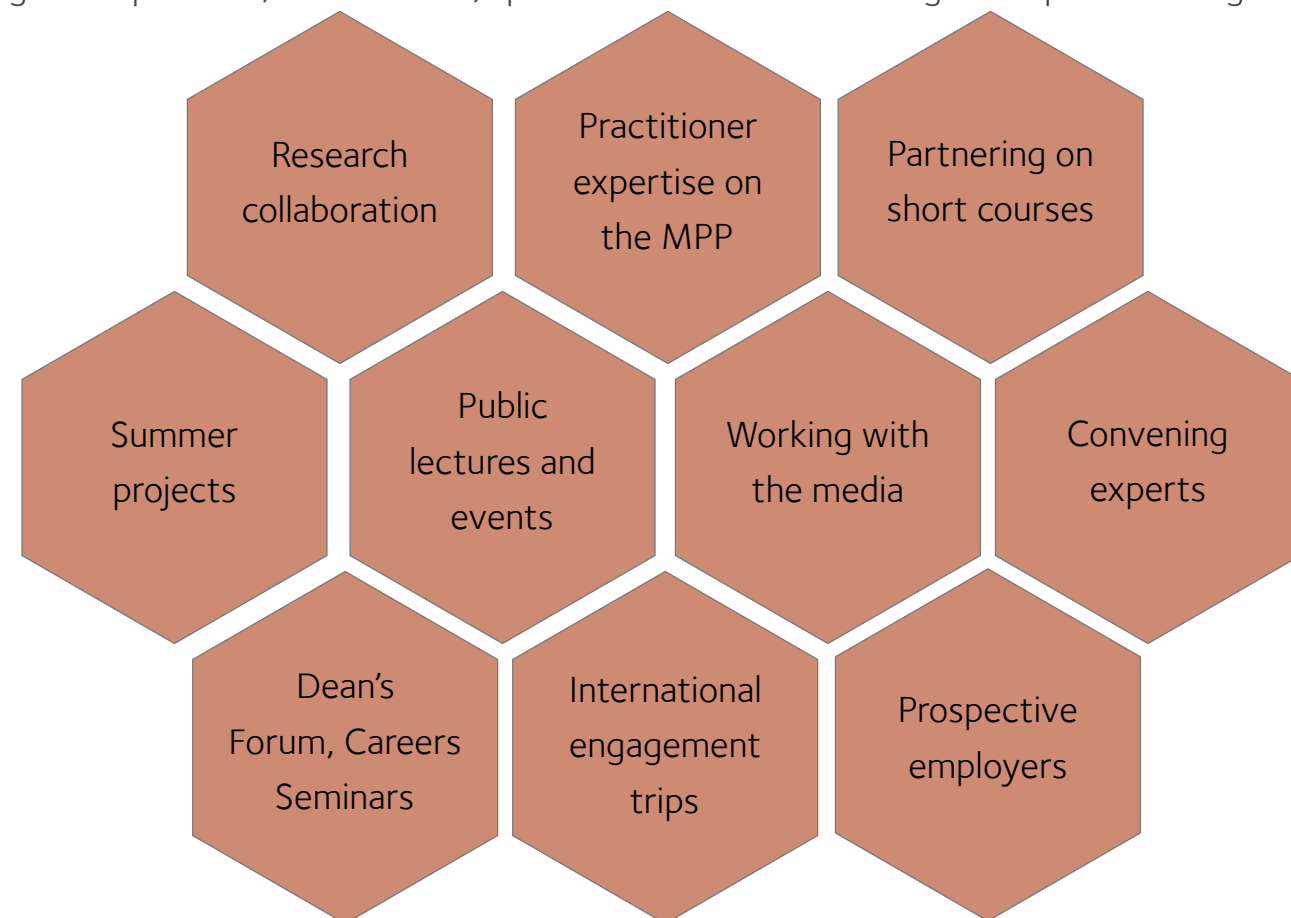 Research
collaboration
Practitioner
expertise on
the MPP
Partnering on
short courses
Summer
projects
Public
lectures and
events
Working with
the media
Convening
experts
Dean's
Forum, Careers
Seminars
International
engagement
trips
Prospective
employers